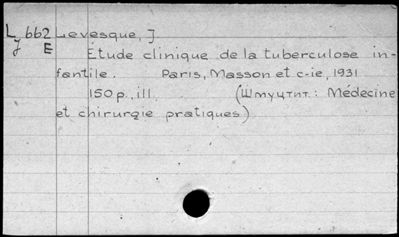 L 662 Levesque, J.
J E Étude clinique de la tuberculose in-
fantile. Paris, Masson et c-ie, 1931
150 p., ill. (Шмуцтит.: Médecine
et chirurgie pratiques)